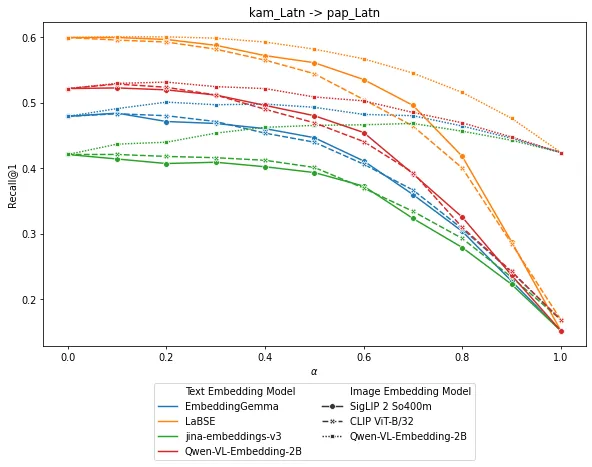 kam_Latn -> pap_Latn
Recall@1
0.6
0.5
0.4
0.3
0.2
0.0 0.2 0.4 0.6 0.8 1.0
α
Text Embedding Model Image Embedding Model
EmbeddingGemma SigLIP 2 So400m
LaBSE CLIP ViT-B/32
jina-embeddings-v3 Qwen-VL-Embedding-2B
Qwen-VL-Embedding-2B